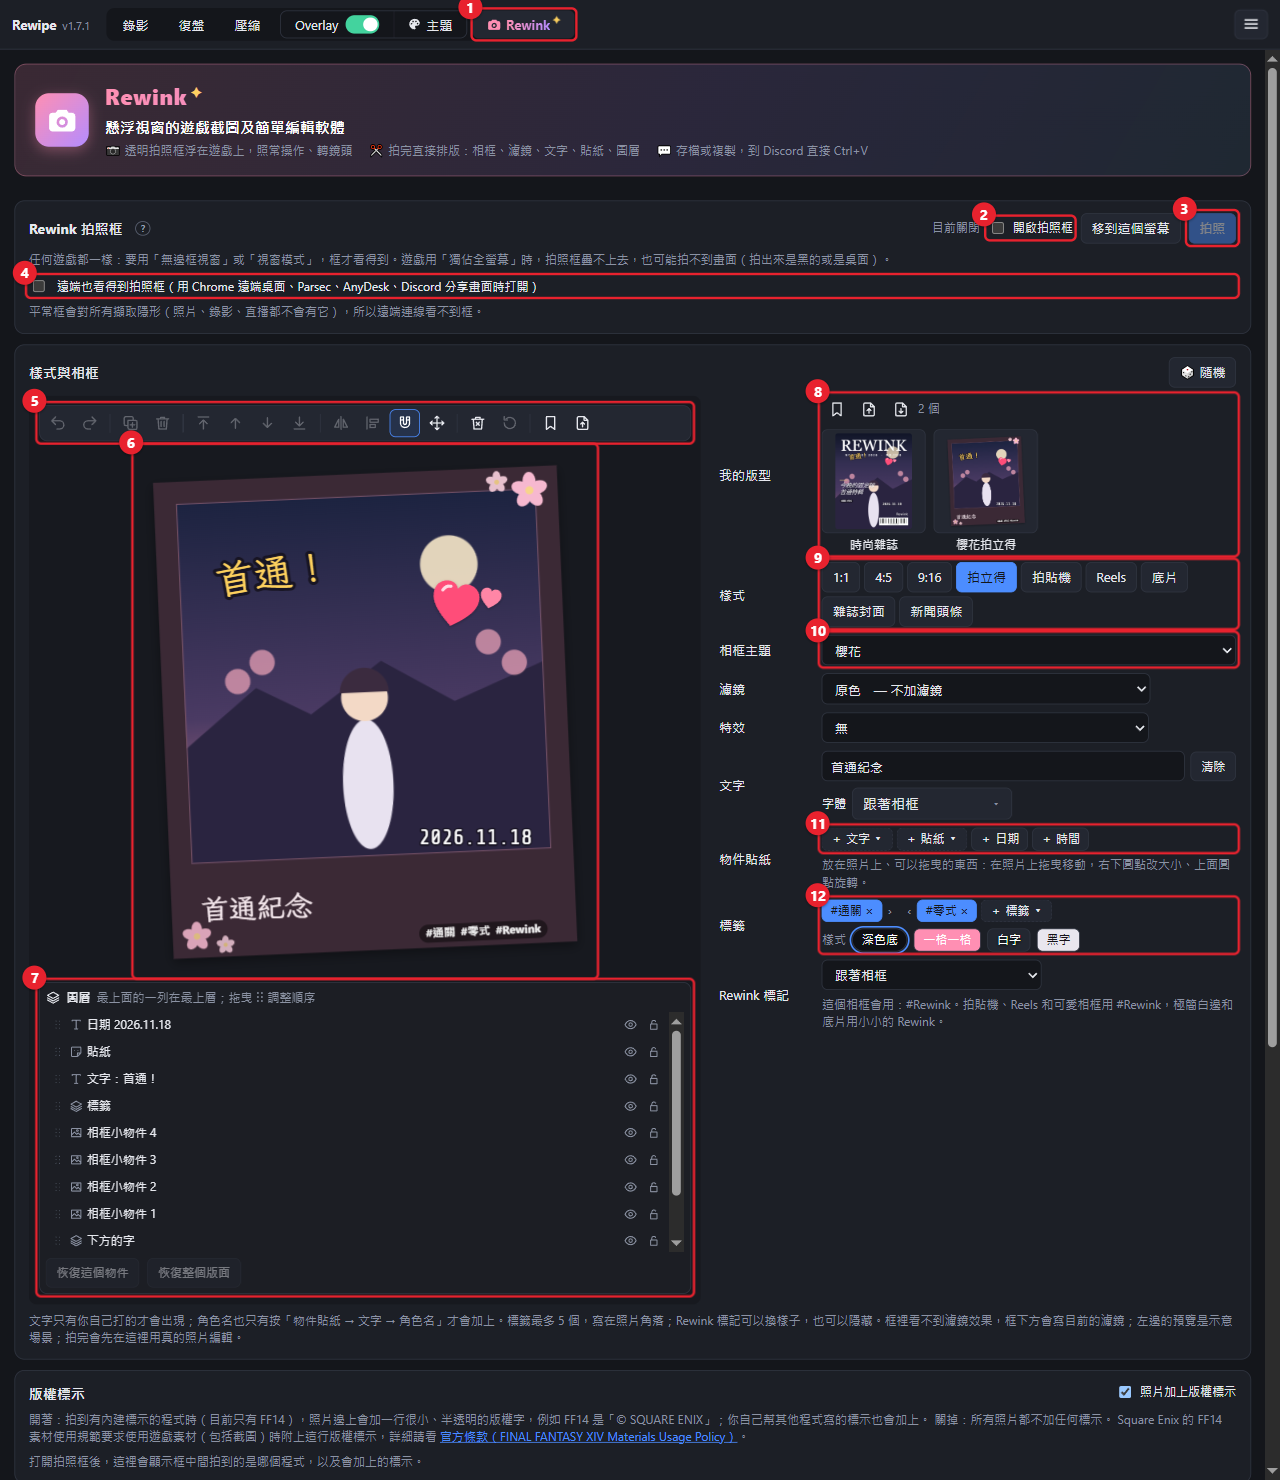 Rewipe v1.7.1 錄影 復盤 壓縮 Overlay 主題 1 Rewink
Rewink
懸浮視窗的遊戲截圖及簡單編輯軟體
透明拍照框浮在遊戲上，照常操作、轉鏡頭 拍完直接排版：相框、濾鏡、文字、貼紙、圖層 存檔或複製，到 Discord 直接 Ctrl+V
Rewink 拍照框 ? 目前關閉 2 開啟拍照框 移到這個螢幕 3 拍照
任何遊戲都一樣：要用「無邊框視窗」或「視窗模式」，框才看得到。遊戲用「獨佔全螢幕」時，拍照框疊不上去，也可能拍不到畫面（拍出來是黑的或是桌面）。
4 遠端也看得到拍照框（用 Chrome 遠端桌面、Parsec、AnyDesk、Discord 分享畫面時打開）
平常框會對所有擷取隱形（照片、錄影、直播都不會有它），所以遠端連線看不到框。
樣式與相框 隨機
5
6
首通！
2026.11.18
首通紀念
#通關 #零式 #Rewink
7
圖層 最上面的一列在最上層；拖曳 ⠿ 調整順序
日期 2026.11.18
貼紙
文字：首通！
標籤
相框小物件 4
相框小物件 3
相框小物件 2
相框小物件 1
下方的字
恢復這個物件 恢復整個版面
8 2 個
我的版型
REWINK
首通！
Rewink
首通！
2026.11.18
首通紀念
時尚雜誌 櫻花拍立得
9
樣式 1:1 4:5 9:16 拍立得 拍貼機 Reels 底片
雜誌封面 新聞頭條
10
相框主題 櫻花
濾鏡 原色 — 不加濾鏡
特效 無
文字 首通紀念 清除
字體 跟著相框
11
物件貼紙 + 文字 + 貼紙 + 日期 + 時間
放在照片上、可以拖曳的東西：在照片上拖曳移動，右下圓點改大小、上面圓點旋轉。
12
標籤 #通關 × › ‹ #零式 × + 標籤
樣式 深色底 一格一格 白字 黑字
Rewink 標記 跟著相框
這個相框會用：#Rewink。拍貼機、Reels 和可愛相框用 #Rewink，極簡白邊和底片用小小的 Rewink。
文字只有你自己打的才會出現；角色名也只有按「物件貼紙 → 文字 → 角色名」才會加上。標籤最多 5 個，寫在照片角落；Rewink 標記可以換樣子，也可以隱藏。框裡看不到濾鏡效果，框下方會寫目前的濾鏡；左邊的預覽是示意場景；拍完會先在這裡用真的照片編輯。
版權標示 照片加上版權標示
開著：拍到有內建標示的程式時（目前只有 FF14），照片邊上會加一行很小、半透明的版權字，例如 FF14 是「© SQUARE ENIX」；你自己幫其他程式寫的標示也會加上。 關掉：所有照片都不加任何標示。 Square Enix 的 FF14 素材使用規範要求使用遊戲素材（包括截圖）時附上這行版權標示，詳細請看 官方條款（FINAL FANTASY XIV Materials Usage Policy）。
打開拍照框後，這裡會顯示框中間拍到的是哪個程式，以及會加上的標示。